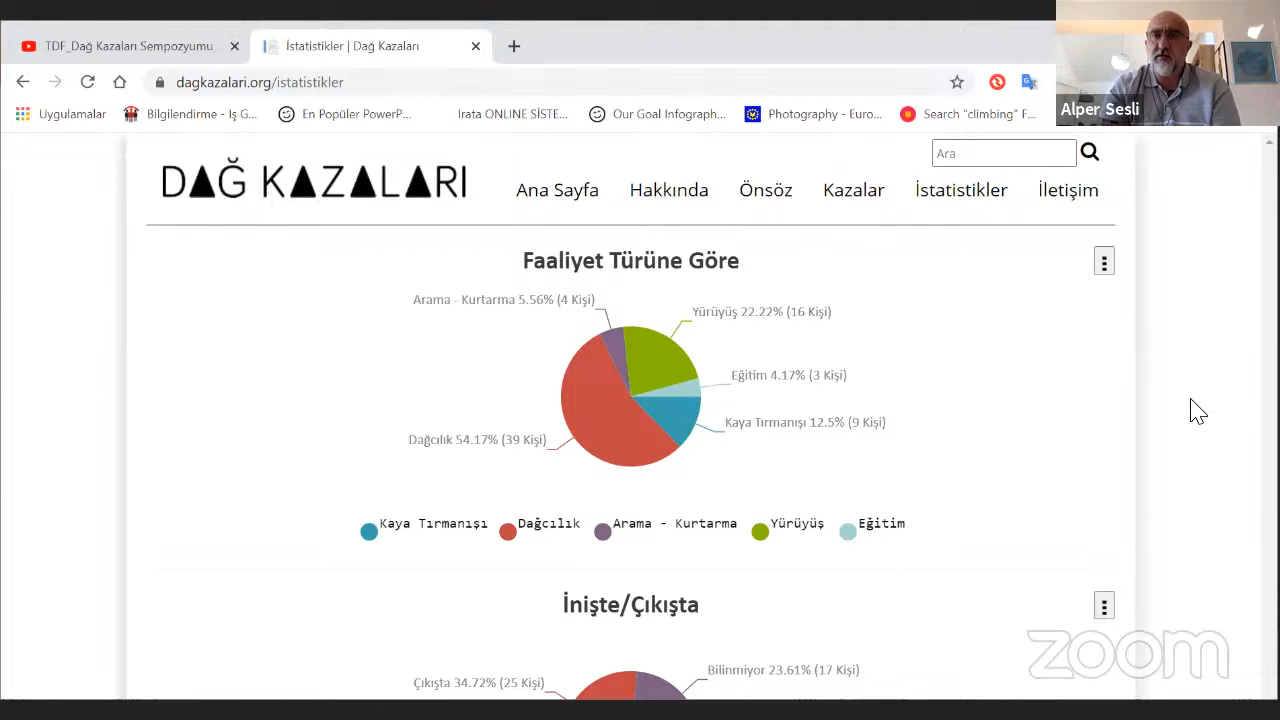 TDF_Dağ Kazaları Sempozyumu
İstatistikler | Dağ Kazaları
dagkazalari.org/istatistikler
Alper Sesli
Uygulamalar
Bilgilendirme - Iş G...
En Popüler PowerP...
Irata ONLINE SİSTE...
Our Goal Infograph...
Photography - Euro...
Search "climbing" F...
DAĞ KAZALARI
Ara
Ana Sayfa
Hakkında
Önsöz
Kazalar
İstatistikler
İletişim
Faaliyet Türüne Göre
Arama - Kurtarma 5.56% (4 Kişi)
Yürüyüş 22.22% (16 Kişi)
Eğitim 4.17% (3 Kişi)
Kaya Tırmanışı 12.5% (9 Kişi)
Dağcılık 54.17% (39 Kişi)
Kaya Tırmanışı
Dağcılık
Arama - Kurtarma
Yürüyüş
Eğitim
İnişte/Çıkışta
Bilinmiyor 23.61% (17 Kişi)
Çıkışta 34.72% (25 Kişi)
zoom